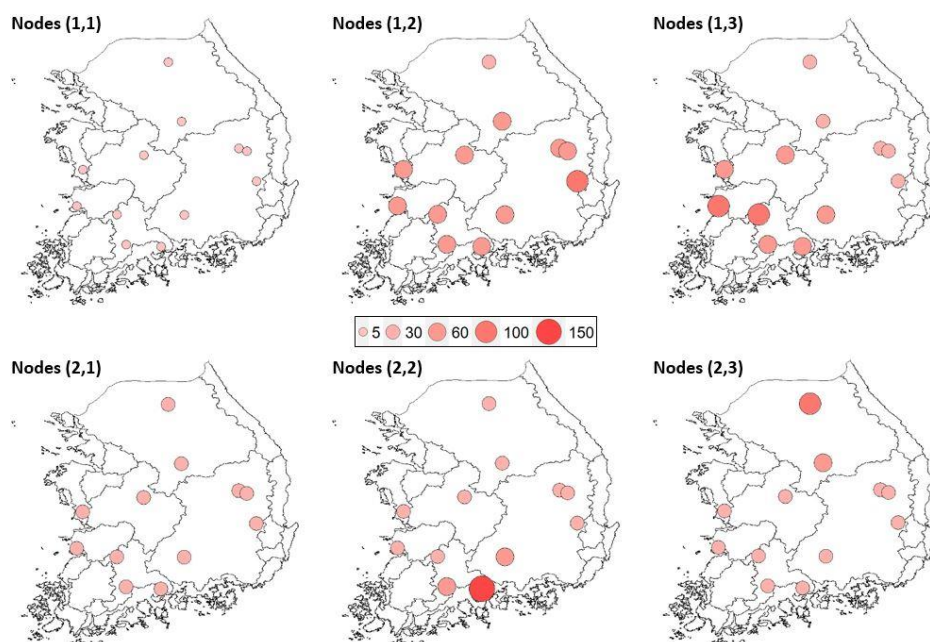 Nodes (1,1) Nodes (1,2) Nodes (1,3)
5 30 60 100 150
Nodes (2,1) Nodes (2,2) Nodes (2,3)